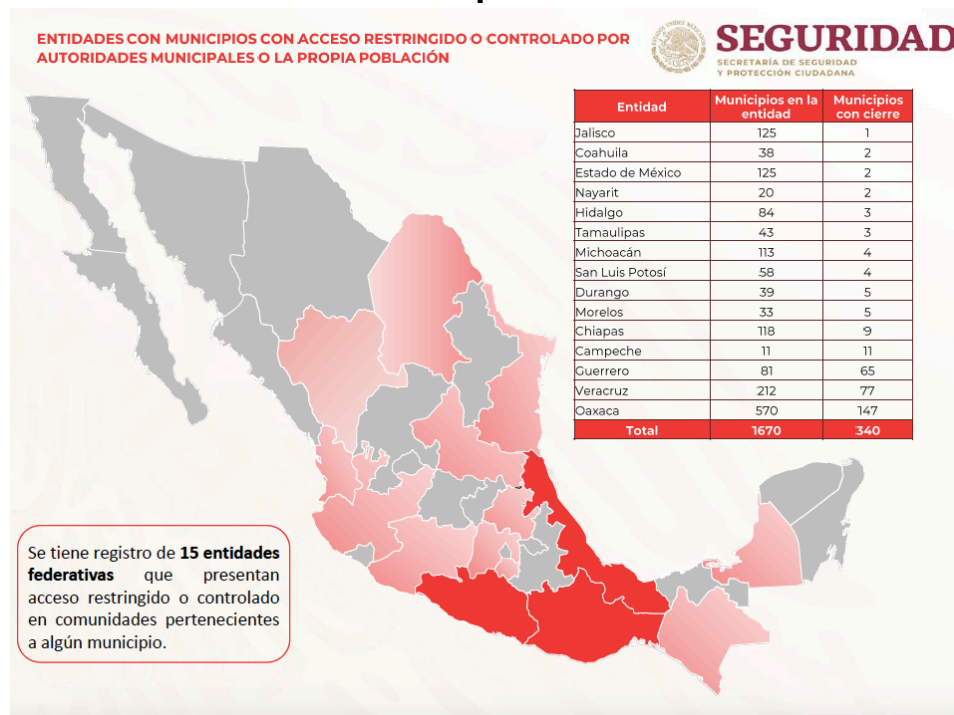 ENTIDADES CON MUNICIPIOS CON ACCESO RESTRINGIDO O CONTROLADO POR
AUTORIDADES MUNICIPALES O LA PROPIA POBLACIÓN
SEGURIDAD
SECRETARÍA DE SEGURIDAD
Y PROTECCIÓN CIUDADANA
Entidad Municipios en la entidad Municipios con cierre
Jalisco 125 1
Coahuila 38 2
Estado de México 125 2
Nayarit 20 2
Hidalgo 84 3
Tamaulipas 43 3
Michoacán 113 4
San Luis Potosí 58 4
Durango 39 5
Morelos 33 5
Chiapas 118 9
Campeche 11 11
Guerrero 81 65
Veracruz 212 77
Oaxaca 570 147
Total 1670 340
Se tiene registro de 15 entidades
federativas que presentan
acceso restringido o controlado
en comunidades pertenecientes
a algún municipio.